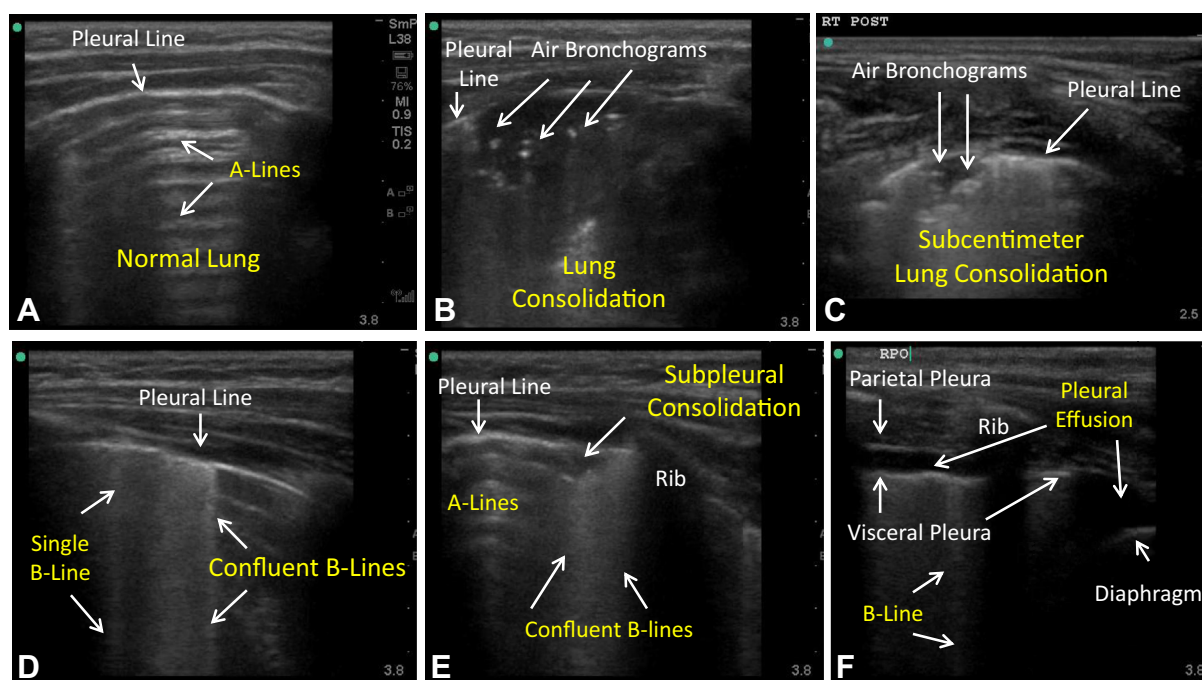 SmP
L38
76%
MI
0.9
TIS
0.2
A
B
Pleural Line
A-Lines
Normal Lung
A
3.8
Pleural
Line
Air Bronchograms
Lung
Consolidation
B
3.8
RT POST
Air Bronchograms
Pleural Line
Subcentimeter
Lung Consolidation
C
2.5
Pleural Line
Single
B-Line
Confluent B-Lines
D
3.8
Pleural Line
Subpleural
Consolidation
A-Lines
Rib
Confluent B-lines
E
3.8
RPO
Parietal Pleura
Pleural
Effusion
Rib
Visceral Pleura
B-Line
Diaphragm
F
3.8